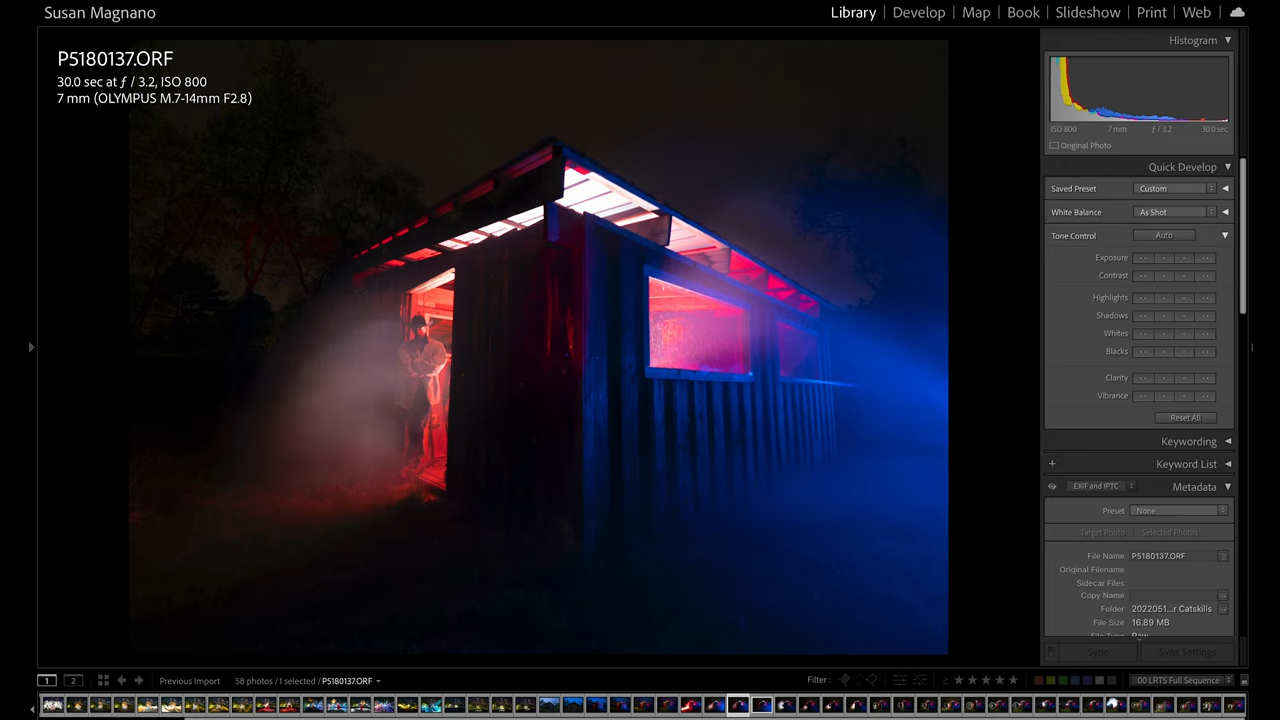 Susan Magnano
Library | Develop | Map | Book | Slideshow | Print | Web
P5180137.ORF
30.0 sec at ƒ / 3.2, ISO 800
7 mm (OLYMPUS M.7-14mm F2.8)
Histogram
ISO 800 7 mm ƒ / 3.2 30.0 sec
Original Photo
Quick Develop
Saved Preset Custom
White Balance As Shot
Tone Control Auto
Exposure
Contrast
Highlights
Shadows
Whites
Blacks
Clarity
Vibrance
Reset All
Keywording
+ Keyword List
EXIF and IPTC Metadata
Preset None
Target Photo Selected Photos
File Name P5180137.ORF
Original Filename
Sidecar Files
Copy Name
Folder 2022051...r Catskills
File Size 16.89 MB
File Type Raw
Sync Sync Settings
1 2 Previous Import 58 photos / 1 selected / P5180137.ORF Filter : 00 LRT5 Full Sequence